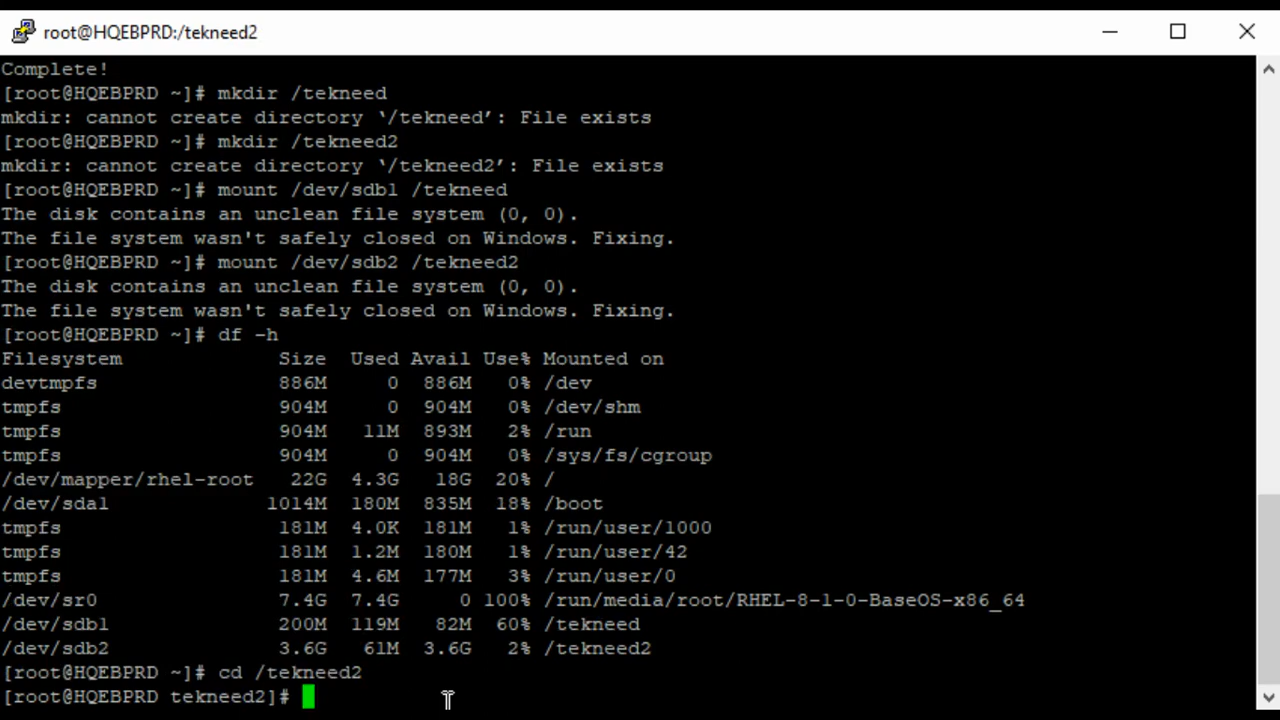 root@HQEBPRD:/tekneed2
Complete!
[root@HQEBPRD ~]# mkdir /tekneed
mkdir: cannot create directory ‘/tekneed’: File exists
[root@HQEBPRD ~]# mkdir /tekneed2
mkdir: cannot create directory ‘/tekneed2’: File exists
[root@HQEBPRD ~]# mount /dev/sdb1 /tekneed
The disk contains an unclean file system (0, 0).
The file system wasn't safely closed on Windows. Fixing.
[root@HQEBPRD ~]# mount /dev/sdb2 /tekneed2
The disk contains an unclean file system (0, 0).
The file system wasn't safely closed on Windows. Fixing.
[root@HQEBPRD ~]# df -h
Filesystem Size Used Avail Use% Mounted on
devtmpfs 886M 0 886M 0% /dev
tmpfs 904M 0 904M 0% /dev/shm
tmpfs 904M 11M 893M 2% /run
tmpfs 904M 0 904M 0% /sys/fs/cgroup
/dev/mapper/rhel-root 22G 4.3G 18G 20% /
/dev/sda1 1014M 180M 835M 18% /boot
tmpfs 181M 4.0K 181M 1% /run/user/1000
tmpfs 181M 1.2M 180M 1% /run/user/42
tmpfs 181M 4.6M 177M 3% /run/user/0
/dev/sr0 7.4G 7.4G 0 100% /run/media/root/RHEL-8-1-0-BaseOS-x86_64
/dev/sdb1 200M 119M 82M 60% /tekneed
/dev/sdb2 3.6G 61M 3.6G 2% /tekneed2
[root@HQEBPRD ~]# cd /tekneed2
[root@HQEBPRD tekneed2]#